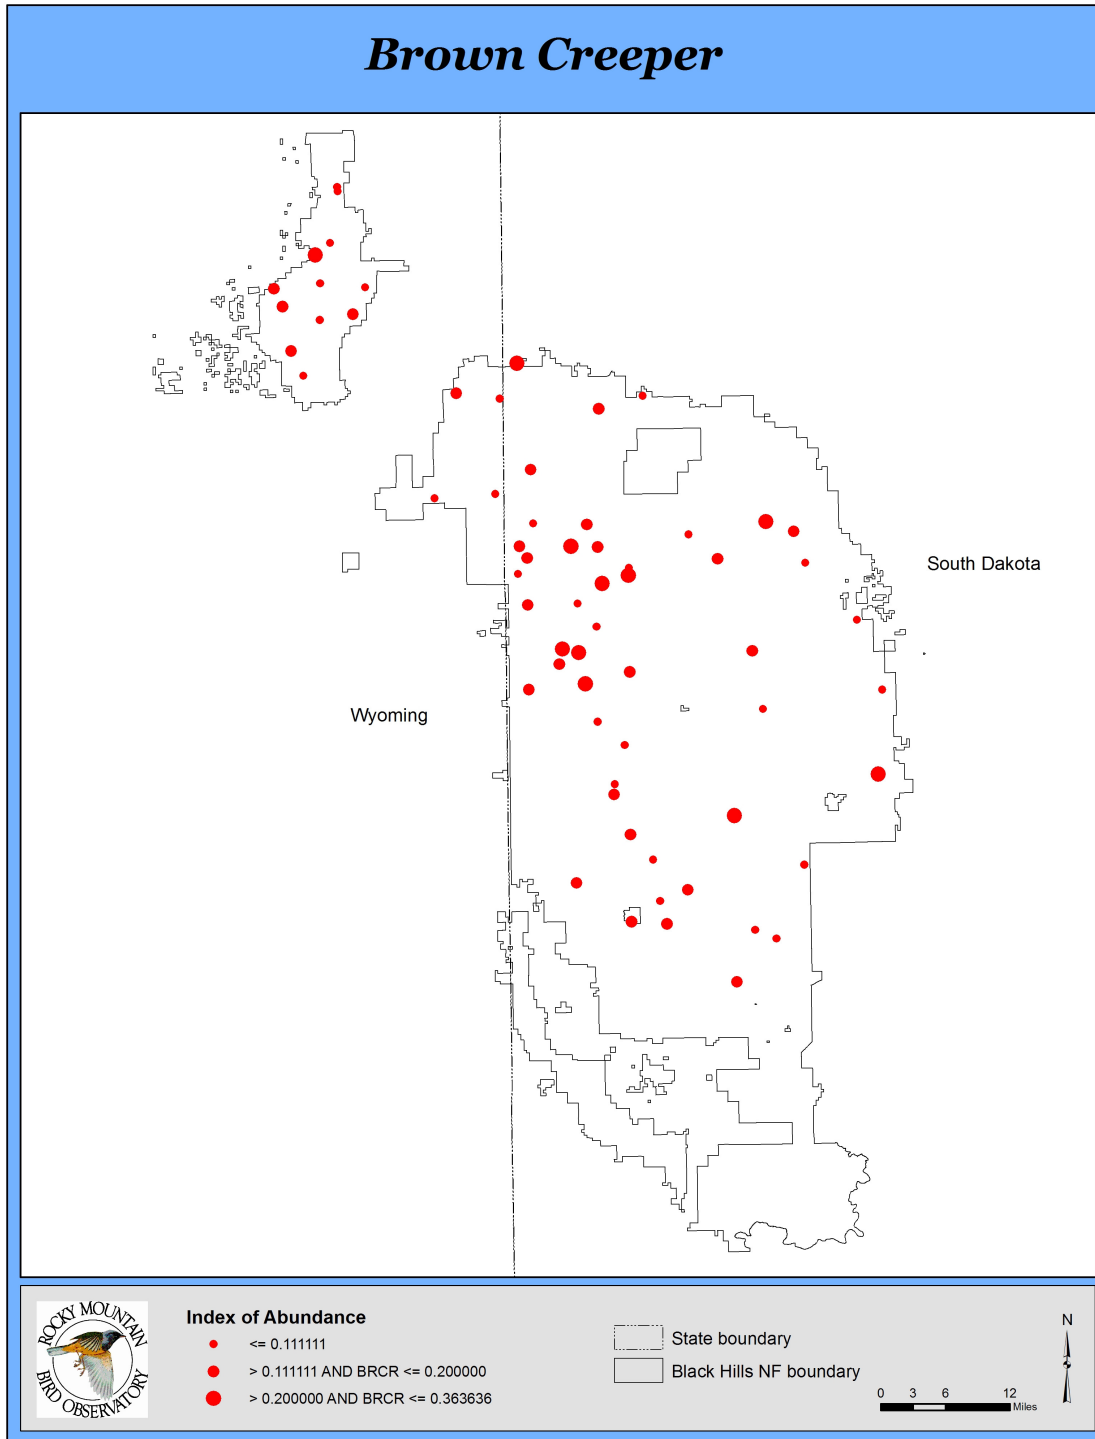 Brown Creeper
South Dakota
Wyoming
ROCKY MOUNTAIN
BIRD OBSERVATORY
Index of Abundance
<= 0.111111
> 0.111111 AND BRCR <= 0.200000
> 0.200000 AND BRCR <= 0.363636
State boundary
Black Hills NF boundary
N
0 3 6 12
Miles